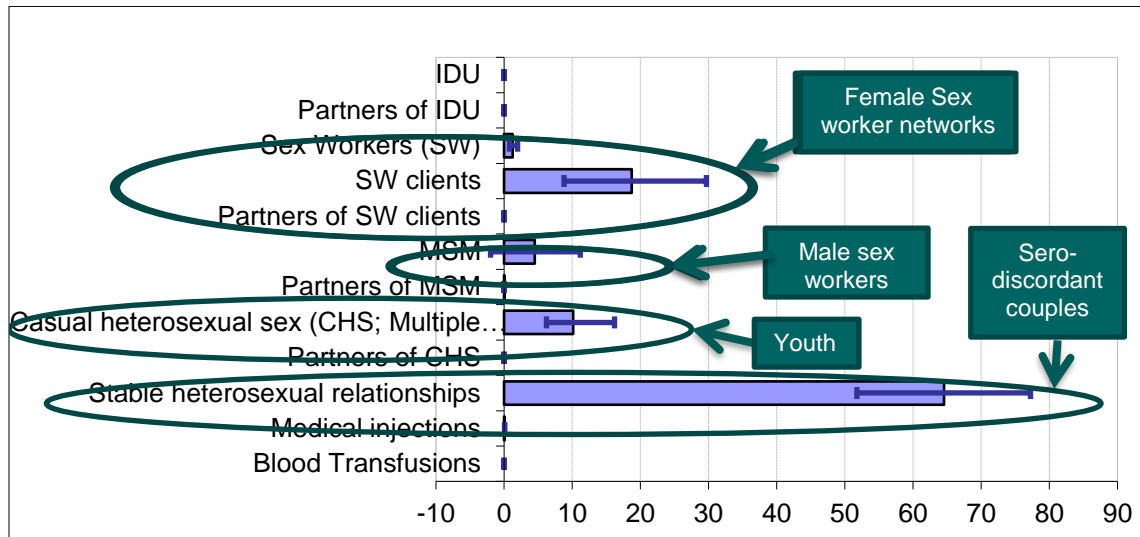 IDU
Partners of IDU
Sex Workers (SW)
SW clients
Partners of SW clients
MSM
Partners of MSM
Casual heterosexual sex (CHS; Multiple…
Partners of CHS
Stable heterosexual relationships
Medical injections
Blood Transfusions
Female Sex
worker networks
Male sex
workers
Sero-
discordant
couples
Youth
-10 0 10 20 30 40 50 60 70 80 90